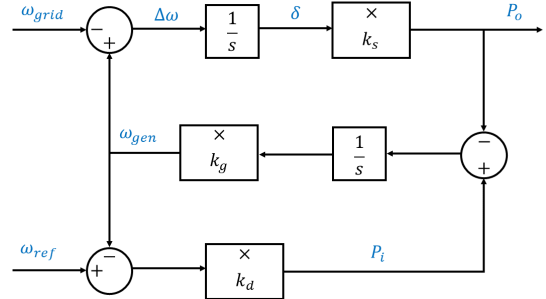 ω_grid
Δω
1
s
δ
×
k_s
P_o
−
+
ω_gen
×
k_g
1
s
−
+
ω_ref
−
+
×
k_d
P_i